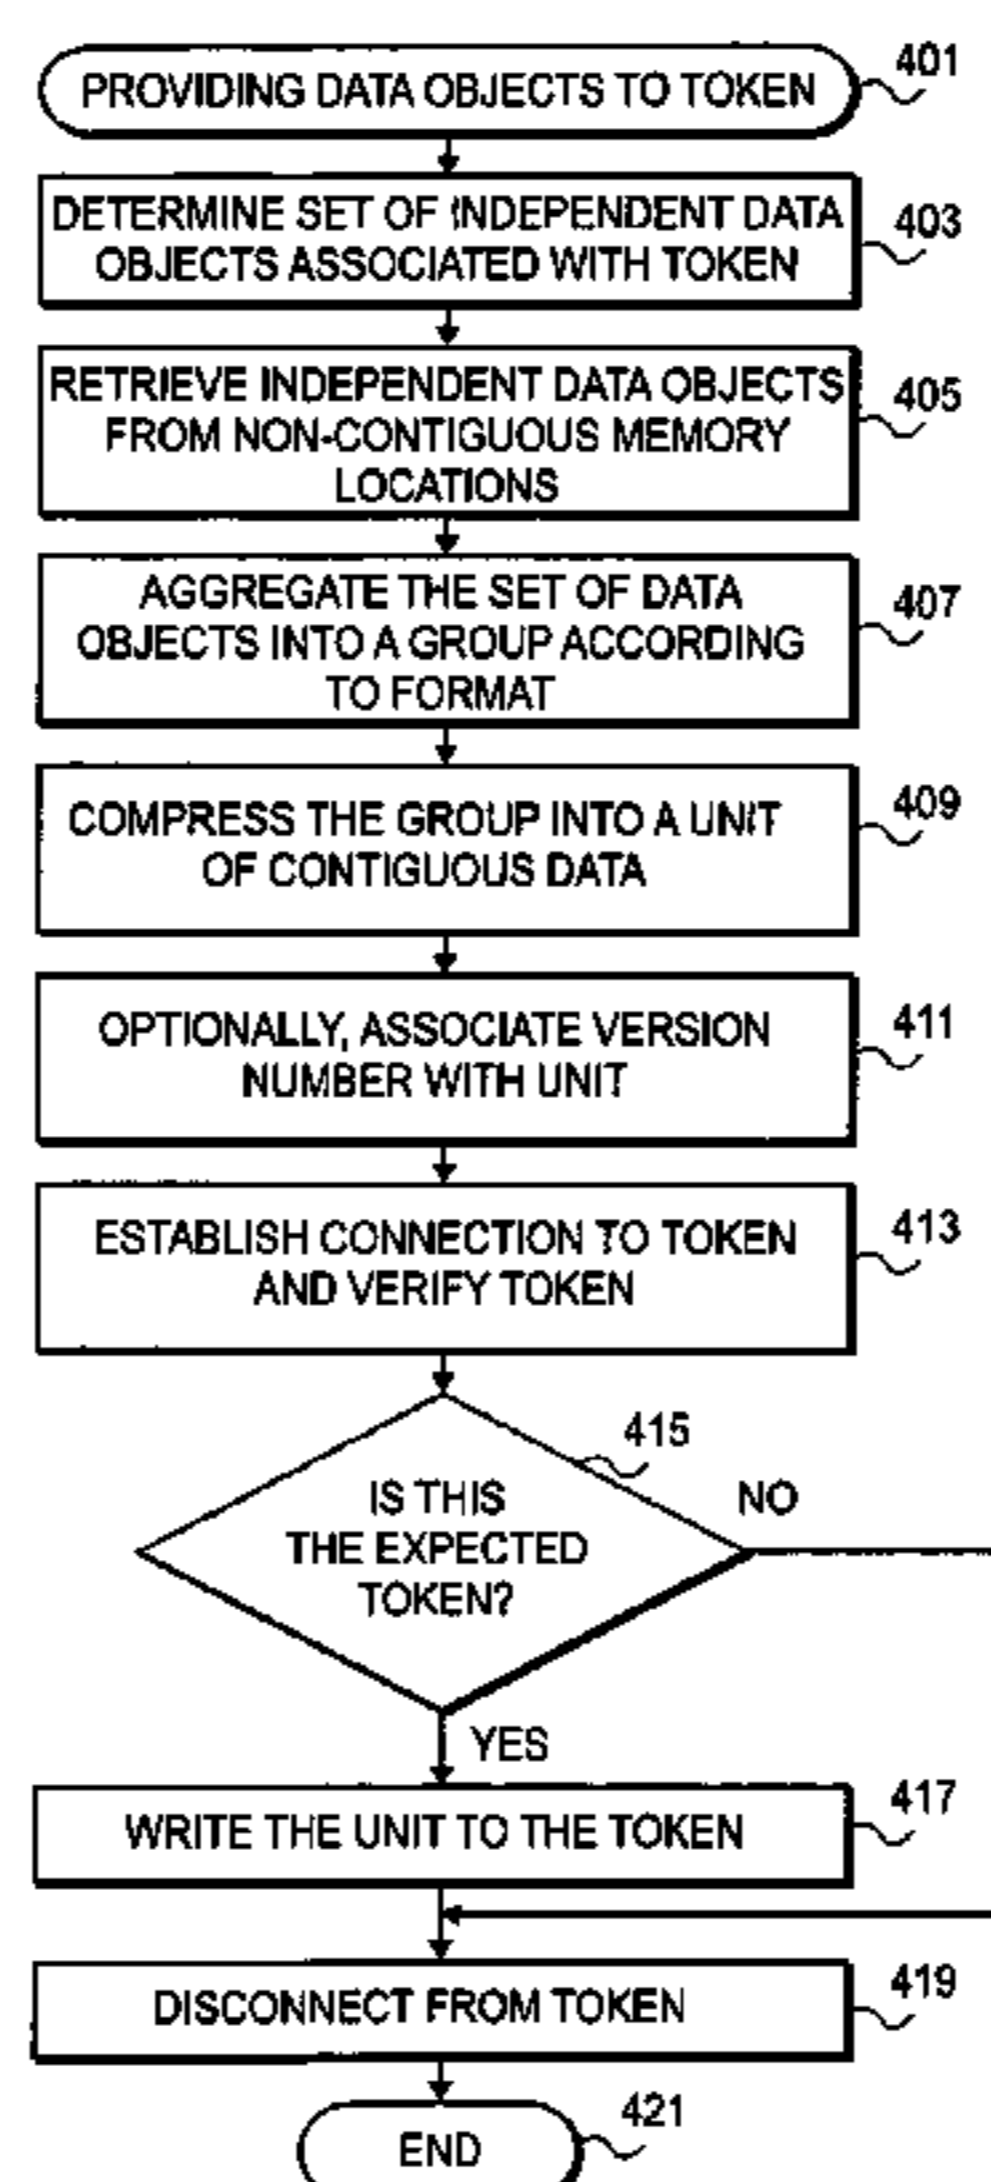 PROVIDING DATA OBJECTS TO TOKEN
401
DETERMINE SET OF INDEPENDENT DATA
OBJECTS ASSOCIATED WITH TOKEN
403
RETRIEVE INDEPENDENT DATA OBJECTS
FROM NON-CONTIGUOUS MEMORY
LOCATIONS
405
AGGREGATE THE SET OF DATA
OBJECTS INTO A GROUP ACCORDING
TO FORMAT
407
COMPRESS THE GROUP INTO A UNIT
OF CONTIGUOUS DATA
409
OPTIONALLY, ASSOCIATE VERSION
NUMBER WITH UNIT
411
ESTABLISH CONNECTION TO TOKEN
AND VERIFY TOKEN
413
415
IS THIS
THE EXPECTED
TOKEN?
NO
YES
WRITE THE UNIT TO THE TOKEN
417
DISCONNECT FROM TOKEN
419
END
421